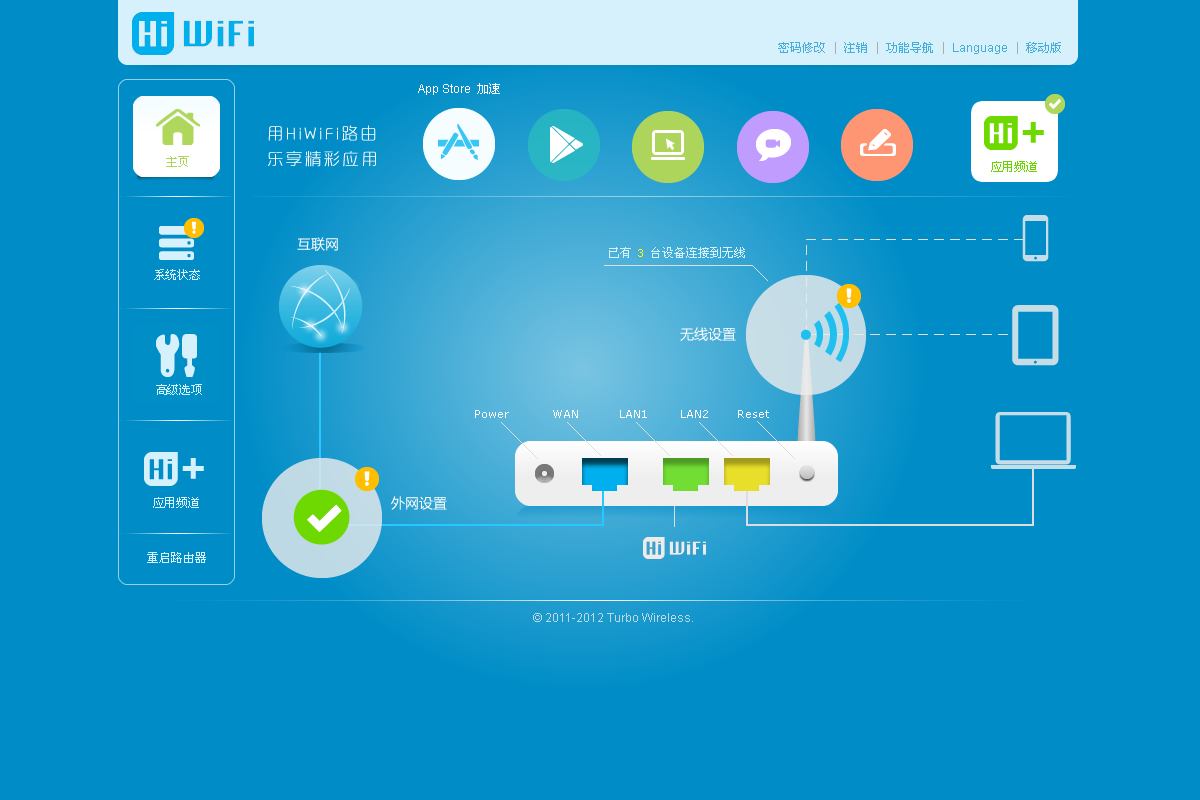 Hi WiFi
密码修改 | 注销 | 功能导航 | Language | 移动版
App Store 加速
用HiWiFi路由
乐享精彩应用
Hi+
应用频道
主页
系统状态
高级选项
Hi+
应用频道
重启路由器
互联网
已有 3 台设备连接到无线
无线设置
Power
WAN
LAN1
LAN2
Reset
外网设置
Hi WiFi
© 2011-2012 Turbo Wireless.